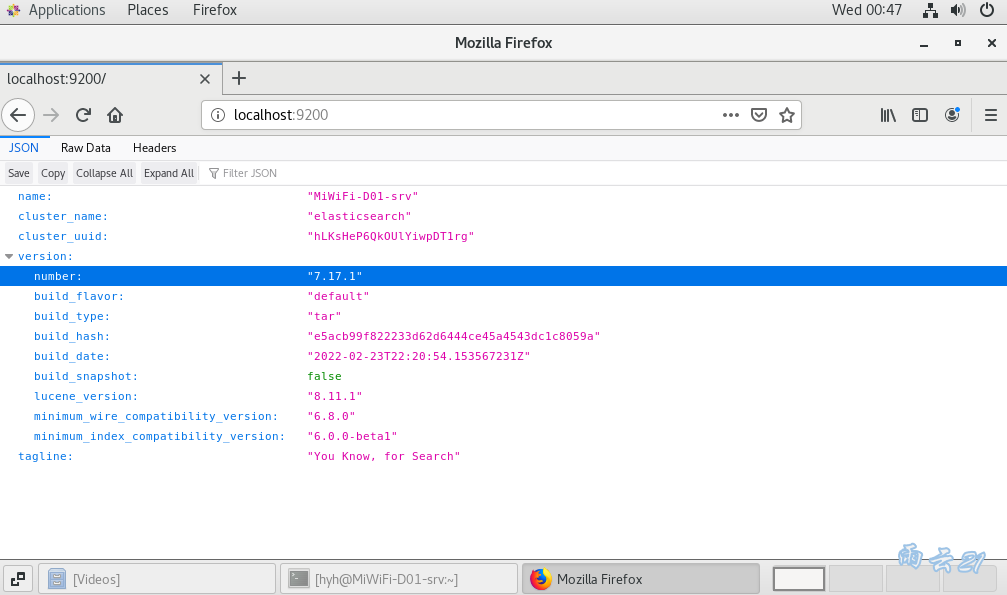 Applications Places Firefox Wed 00:47
Mozilla Firefox
localhost:9200/
localhost:9200
JSON Raw Data Headers
Save Copy Collapse All Expand All Filter JSON
name: "MiWiFi-D01-srv"
cluster_name: "elasticsearch"
cluster_uuid: "hLKsHeP6QkOUlYiwpDT1rg"
version:
number: "7.17.1"
build_flavor: "default"
build_type: "tar"
build_hash: "e5acb99f822233d62d6444ce45a4543dc1c8059a"
build_date: "2022-02-23T22:20:54.153567231Z"
build_snapshot: false
lucene_version: "8.11.1"
minimum_wire_compatibility_version: "6.8.0"
minimum_index_compatibility_version: "6.0.0-beta1"
tagline: "You Know, for Search"
雨云21
[Videos] [hyh@MiWiFi-D01-srv:~] Mozilla Firefox